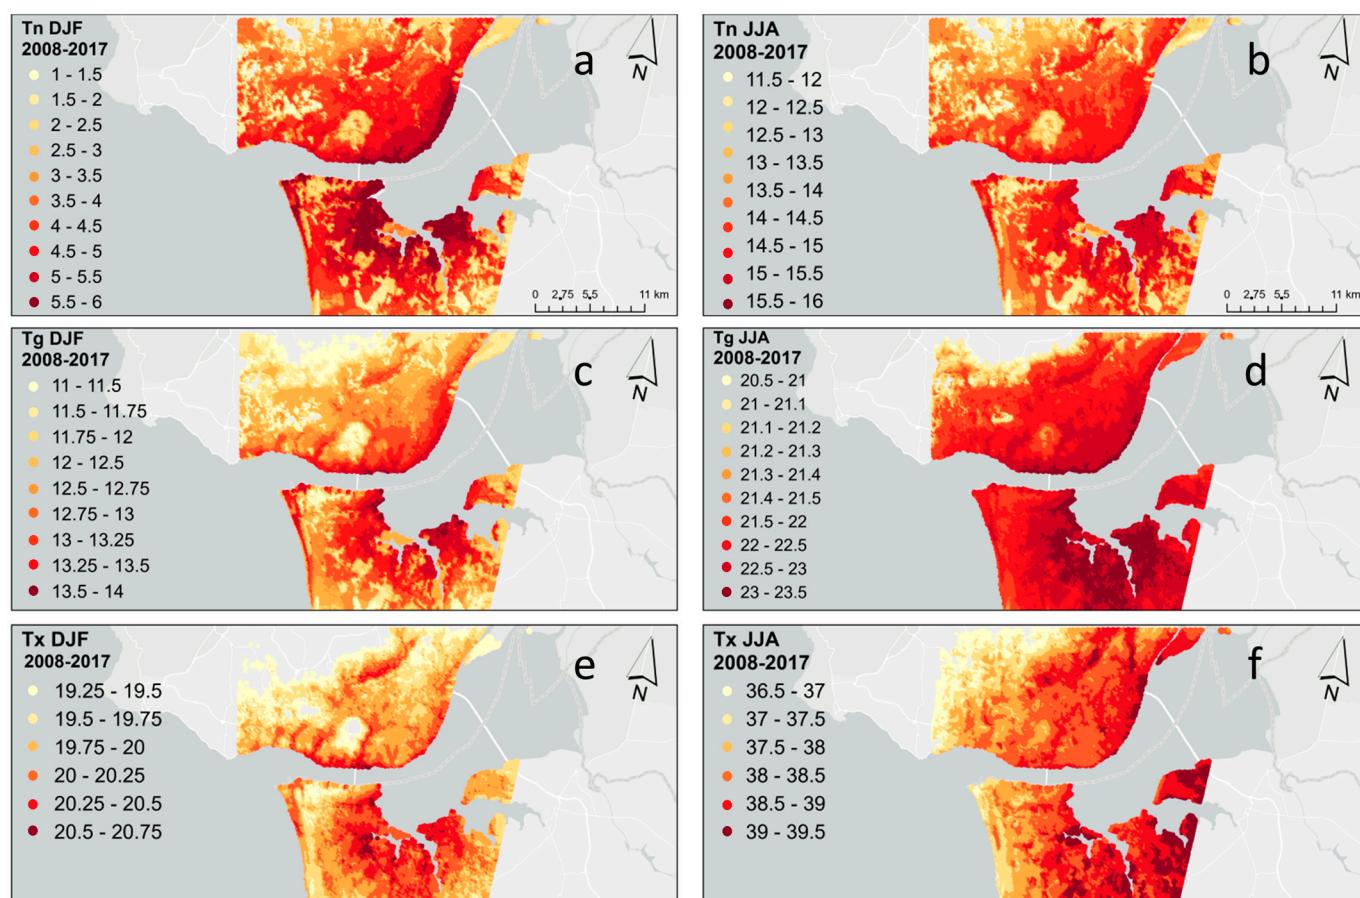 Tn DJF
2008-2017
1 - 1.5
1.5 - 2
2 - 2.5
2.5 - 3
3 - 3.5
3.5 - 4
4 - 4.5
4.5 - 5
5 - 5.5
5.5 - 6
a
N
0 2,75 5,5 11 km
Tn JJA
2008-2017
11.5 - 12
12 - 12.5
12.5 - 13
13 - 13.5
13.5 - 14
14 - 14.5
14.5 - 15
15 - 15.5
15.5 - 16
b
N
0 2,75 5,5 11 km
Tg DJF
2008-2017
11 - 11.5
11.5 - 11.75
11.75 - 12
12 - 12.5
12.5 - 12.75
12.75 - 13
13 - 13.25
13.25 - 13.5
13.5 - 14
c
N
Tg JJA
2008-2017
20.5 - 21
21 - 21.1
21.1 - 21.2
21.2 - 21.3
21.3 - 21.4
21.4 - 21.5
21.5 - 22
22 - 22.5
22.5 - 23
23 - 23.5
d
N
Tx DJF
2008-2017
19.25 - 19.5
19.5 - 19.75
19.75 - 20
20 - 20.25
20.25 - 20.5
20.5 - 20.75
e
N
Tx JJA
2008-2017
36.5 - 37
37 - 37.5
37.5 - 38
38 - 38.5
38.5 - 39
39 - 39.5
f
N